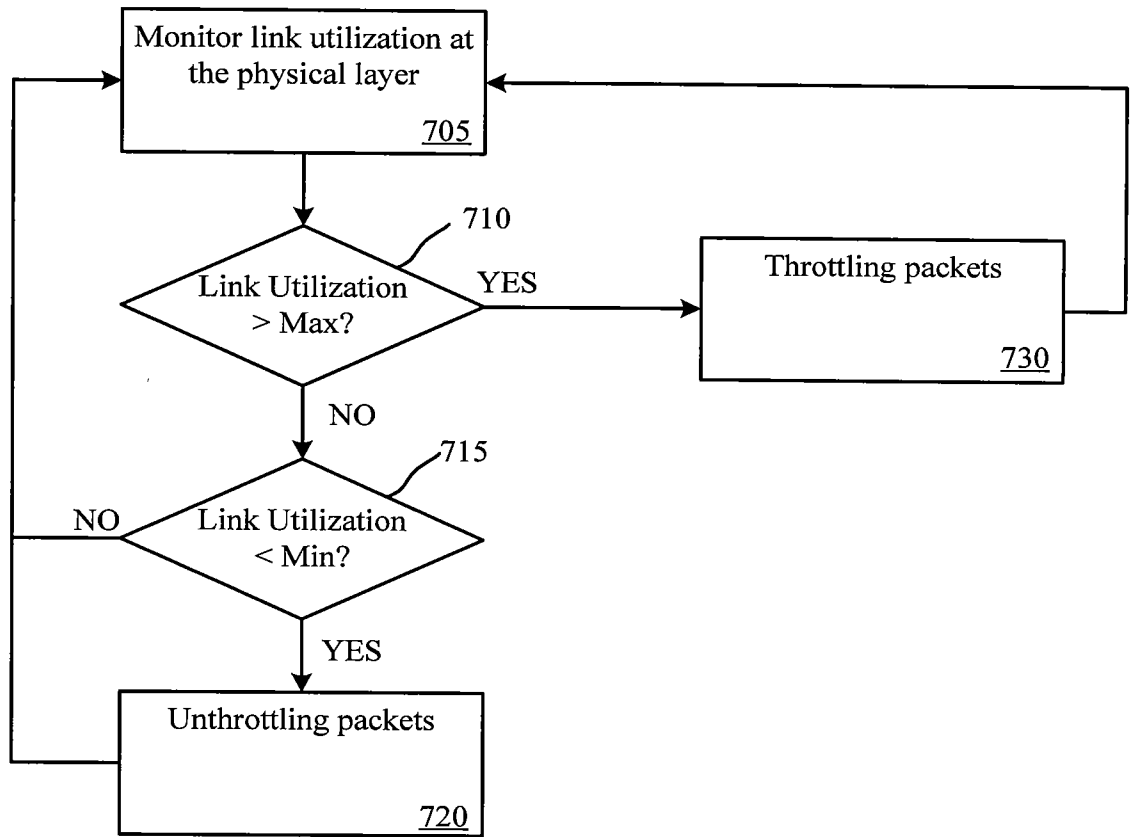 Monitor link utilization at
the physical layer
705
710
Link Utilization
> Max?
YES
Throttling packets
730
NO
715
Link Utilization
< Min?
NO
YES
Unthrottling packets
720